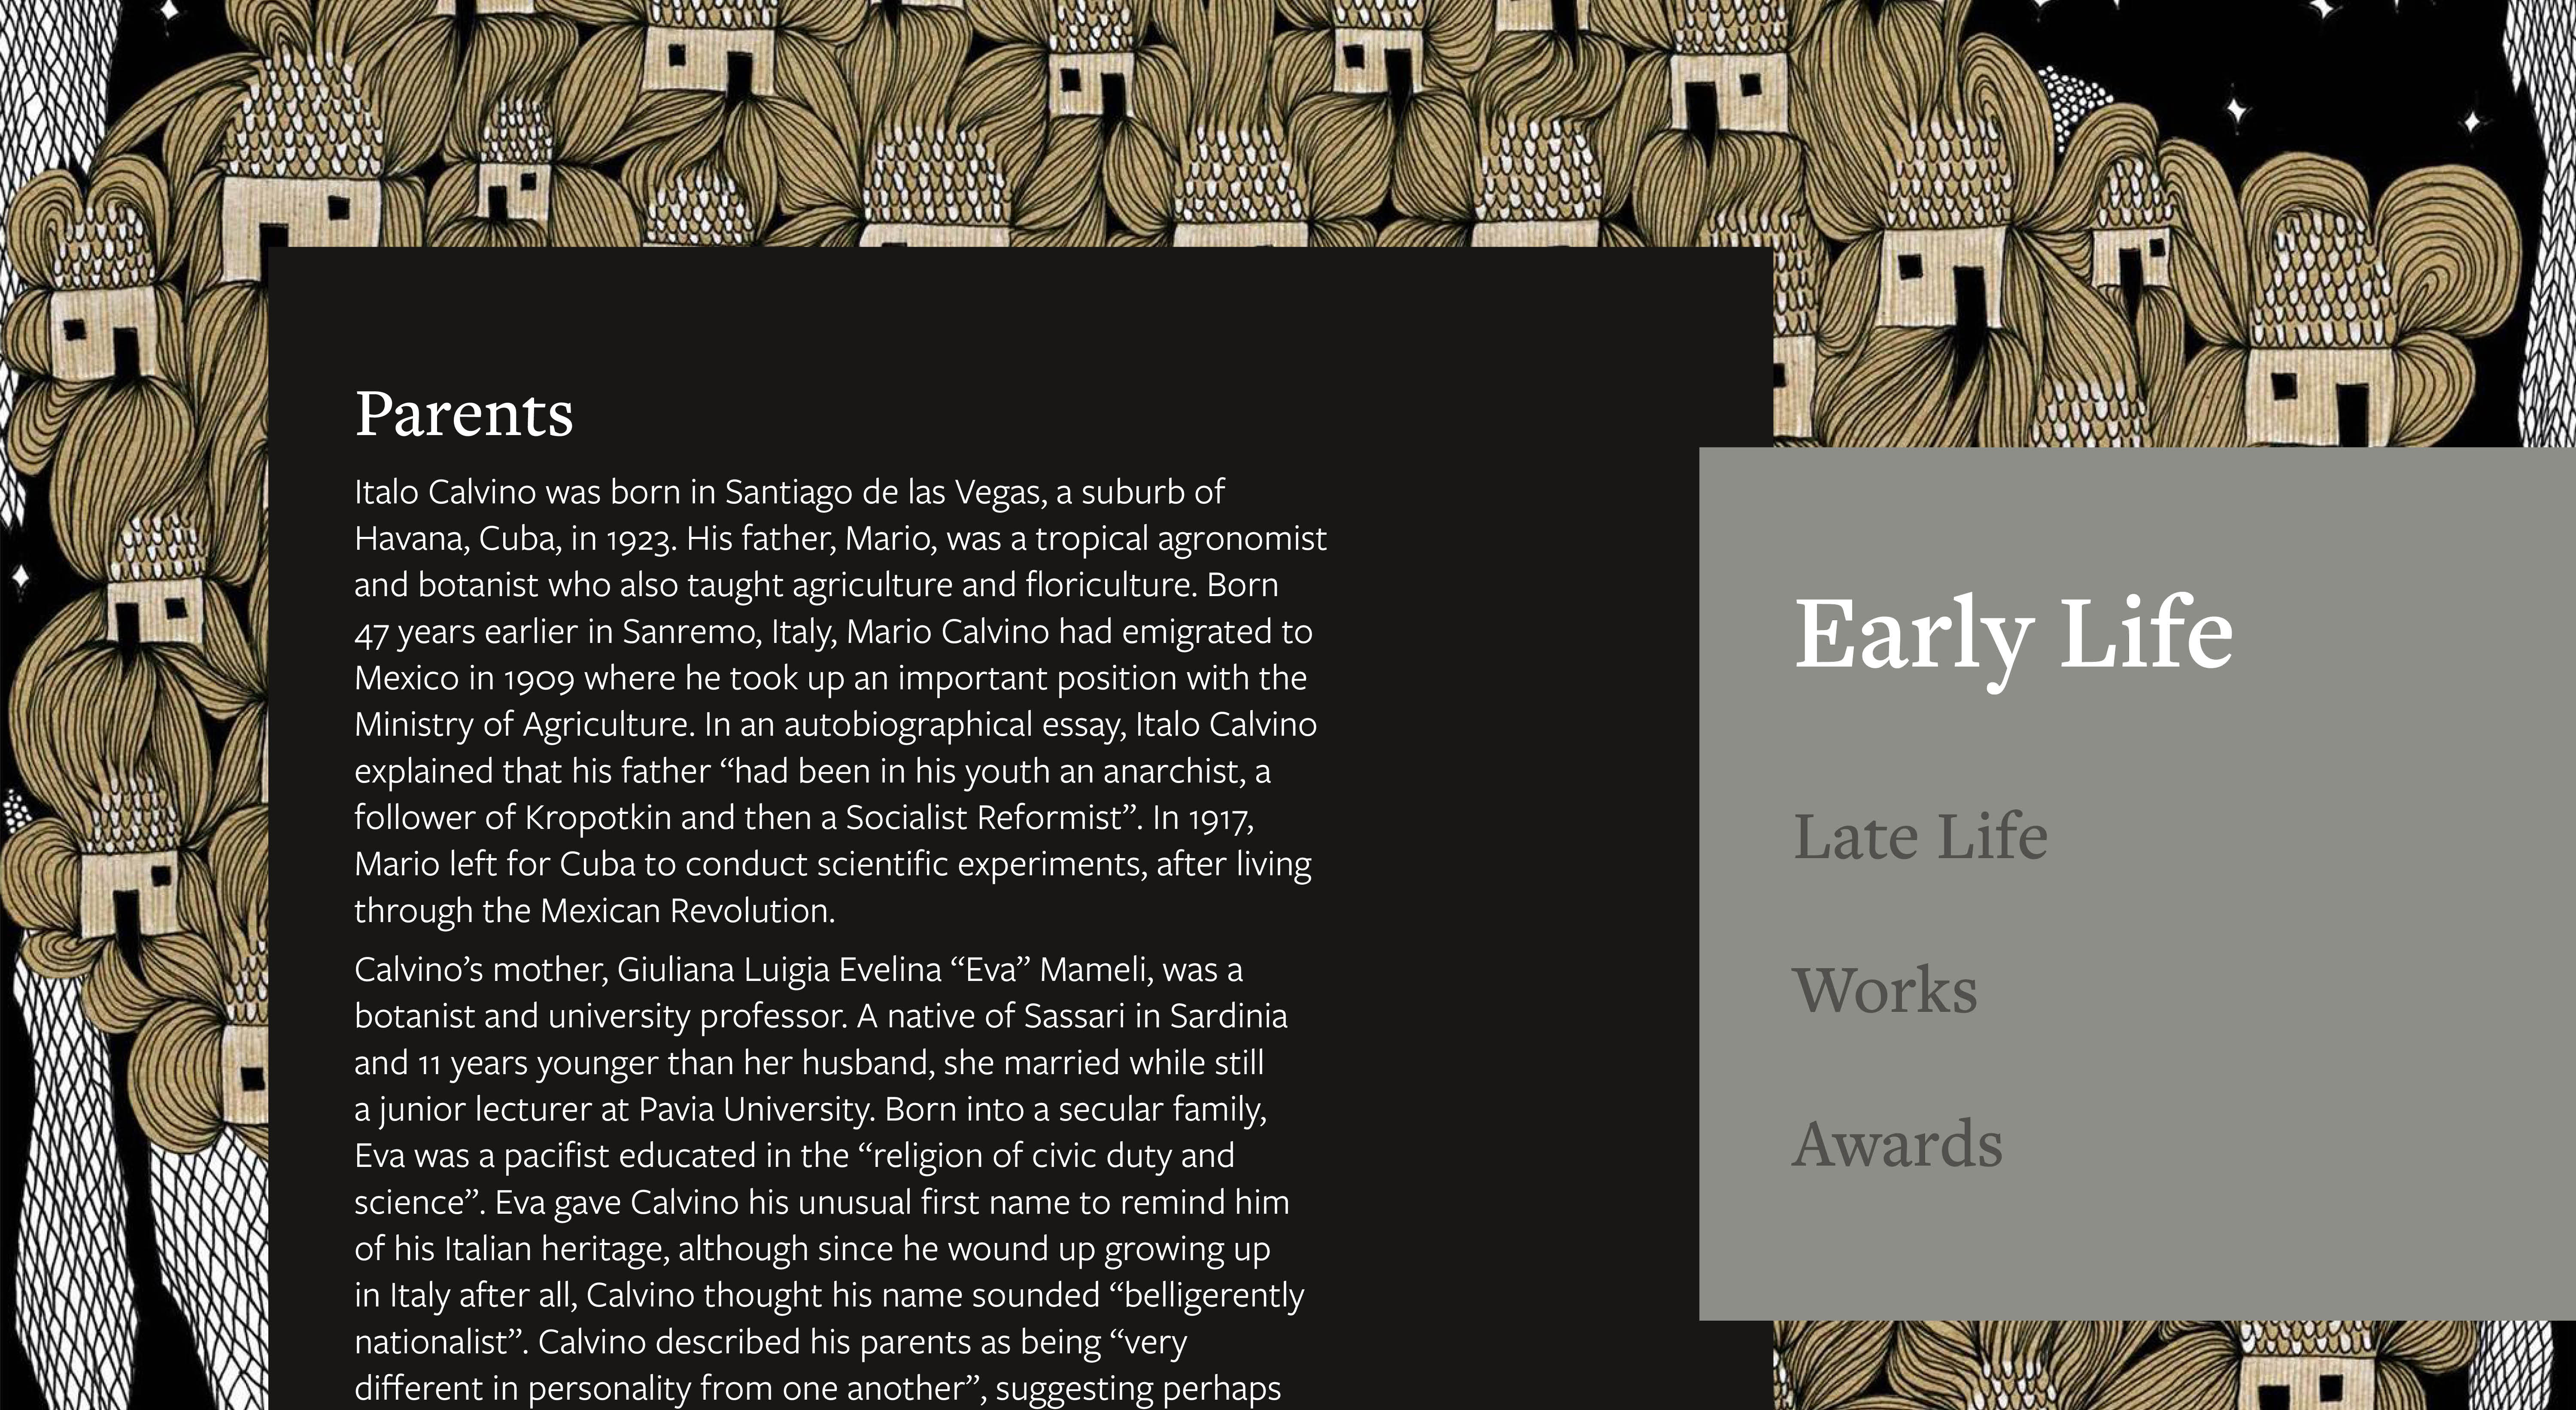 Parents
Italo Calvino was born in Santiago de las Vegas, a suburb of
Havana, Cuba, in 1923. His father, Mario, was a tropical agronomist
and botanist who also taught agriculture and floriculture. Born
47 years earlier in Sanremo, Italy, Mario Calvino had emigrated to
Mexico in 1909 where he took up an important position with the
Ministry of Agriculture. In an autobiographical essay, Italo Calvino
explained that his father “had been in his youth an anarchist, a
follower of Kropotkin and then a Socialist Reformist”. In 1917,
Mario left for Cuba to conduct scientific experiments, after living
through the Mexican Revolution.
Calvino’s mother, Giuliana Luigia Evelina “Eva” Mameli, was a
botanist and university professor. A native of Sassari in Sardinia
and 11 years younger than her husband, she married while still
a junior lecturer at Pavia University. Born into a secular family,
Eva was a pacifist educated in the “religion of civic duty and
science”. Eva gave Calvino his unusual first name to remind him
of his Italian heritage, although since he wound up growing up
in Italy after all, Calvino thought his name sounded “belligerently
nationalist”. Calvino described his parents as being “very
different in personality from one another”, suggesting perhaps
Early Life
Late Life
Works
Awards